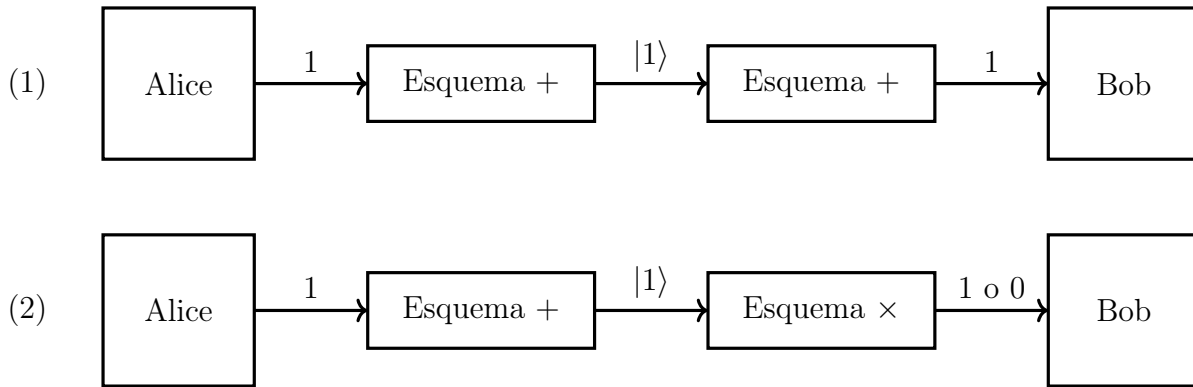 (1) Alice 1 Esquema + |1⟩ Esquema + 1 Bob
(2) Alice 1 Esquema + |1⟩ Esquema × 1 o 0 Bob